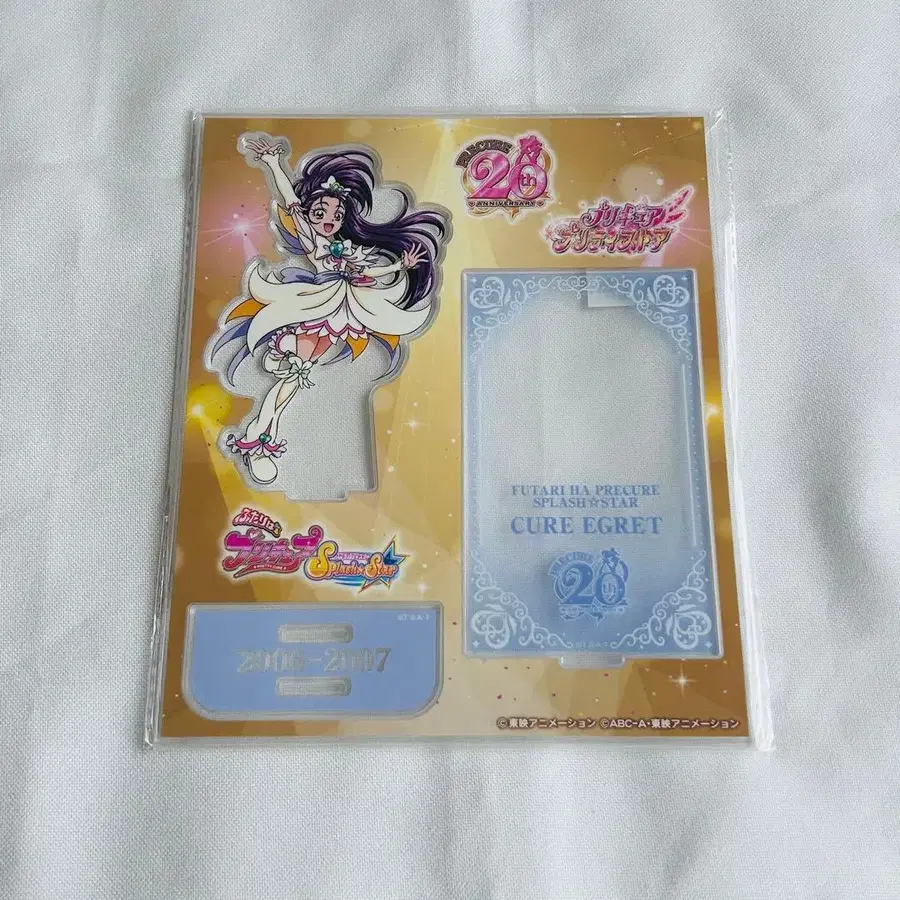 PRECURE
20th
ANNIVERSARY
プリキュア
プリティストア
FUTARI HA PRECURE
SPLASH☆STAR
CURE EGRET
PRECURE
20th
ふたりは
プリキュア
Splash☆Star
2006-2007
©東映アニメーション ©ABC-A・東映アニメーション